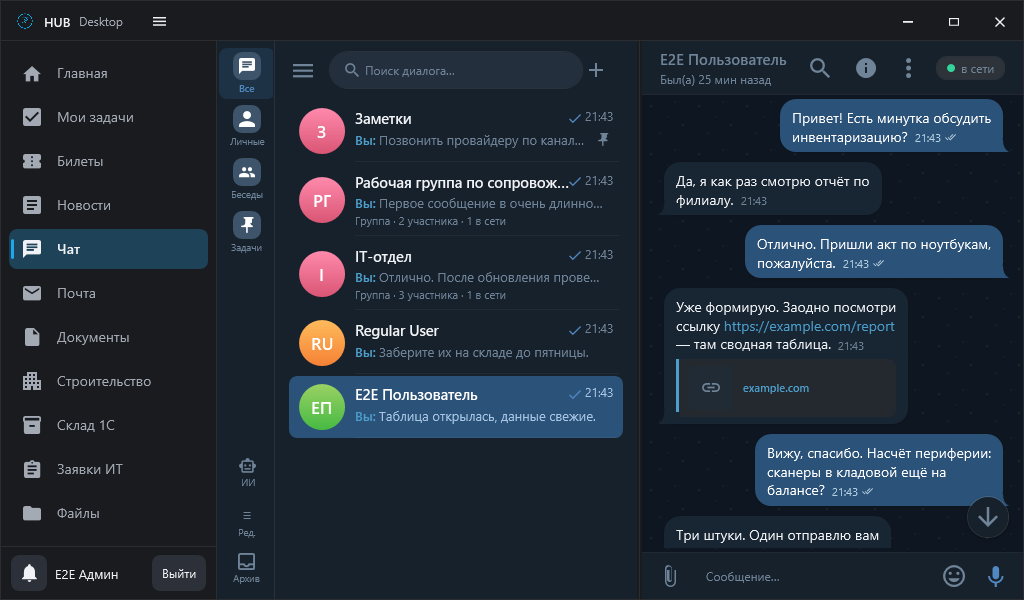 HUB Desktop
Главная
Мои задачи
Билеты
Новости
Чат
Почта
Документы
Строительство
Склад 1С
Заявки ИТ
Файлы
Е2Е Админ
Выйти
Все
Личные
Беседы
Задачи
ИИ
Ред.
Архив
Поиск диалога...
З
Заметки
21:43
Вы: Позвонить провайдеру по канал...
РГ
Рабочая группа по сопровож...
21:43
Вы: Первое сообщение в очень длинно...
Группа · 2 участника · 1 в сети
I
IT-отдел
21:43
Вы: Отлично. После обновления прове...
Группа · 3 участника · 1 в сети
RU
Regular User
21:43
Вы: Заберите их на складе до пятницы.
ЕП
E2E Пользователь
21:43
Вы: Таблица открылась, данные свежие.
E2E Пользователь
Был(а) 25 мин назад
в сети
Привет! Есть минутка обсудить
инвентаризацию? 21:43
Да, я как раз смотрю отчёт по
филиалу. 21:43
Отлично. Пришли акт по ноутбукам,
пожалуйста. 21:43
Уже формирую. Заодно посмотри
ссылку https://example.com/report
— там сводная таблица. 21:43
example.com
Вижу, спасибо. Насчёт периферии:
сканеры в кладовой ещё на
балансе? 21:43
Три штуки. Один отправлю вам
Сообщение...